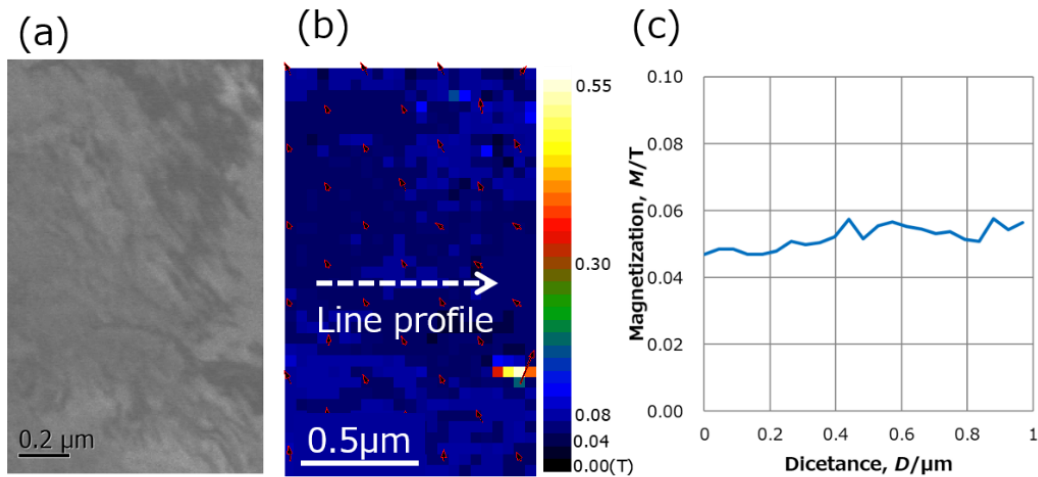 (a)
(b)
(c)
0.2 μm
Line profile
0.5μm
0.55
0.30
0.08
0.04
0.00(T)
Magnetization, M/T
0.10
0.08
0.06
0.04
0.02
0.00
0
0.2
0.4
0.6
0.8
1
Dicetance, D/μm